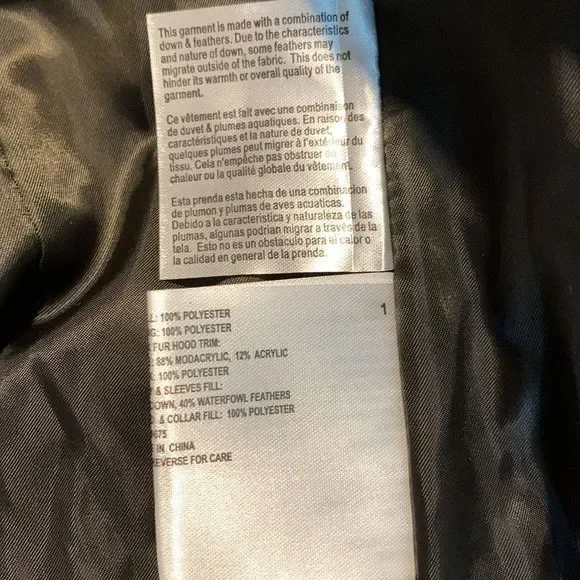 This garment is made with a combination of
down & feathers. Due to the characteristics
and nature of down, some feathers may
migrate outside of the fabric. This does not
hinder its warmth or overall quality of the
garment.
Ce vêtement est fait avec une combinaison
de duvet & plumes aquatiques. En raison des
caractéristiques et la nature de duvet,
quelques plumes peut migrer à l'extérieur du
tissu. Cela n'empêche pas obstruer
chaleur ou la qualité globale du vêtement.
Esta prenda esta hecha de una combinacion
de plumon y plumas de aves acuaticas.
Debido a la caracteristica y naturaleza de las
plumas, algunas podrian migrar a través de la
tela. Esto no es un obstaculo para el calor o
la calidad en general de la prenda.
1
L: 100% POLYESTER
G: 100% POLYESTER
FUR HOOD TRIM:
88% MODACRYLIC, 12% ACRYLIC
100% POLYESTER
& SLEEVES FILL:
OWN, 40% WATERFOWL FEATHERS
& COLLAR FILL: 100% POLYESTER
675
IN CHINA
EVERSE FOR CARE